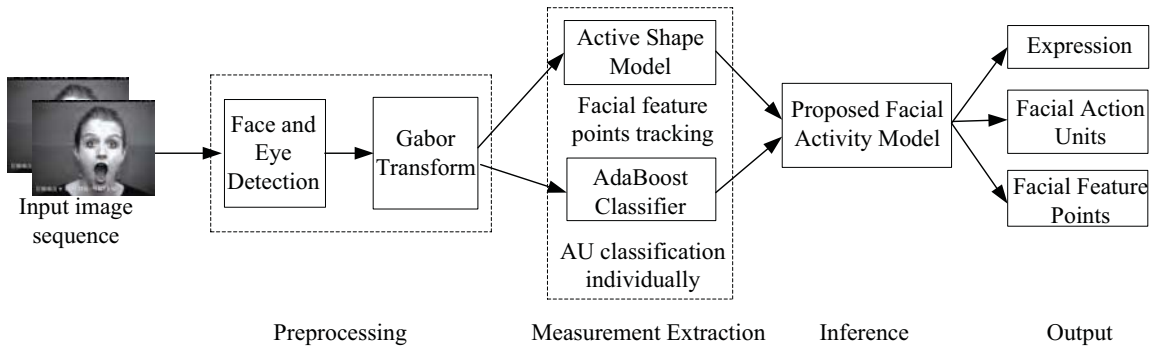 Input image
sequence
Face and
Eye
Detection
Gabor
Transform
Active Shape
Model
Facial feature
points tracking
AdaBoost
Classifier
AU classification
individually
Proposed Facial
Activity Model
Expression
Facial Action
Units
Facial Feature
Points
Preprocessing
Measurement Extraction
Inference
Output